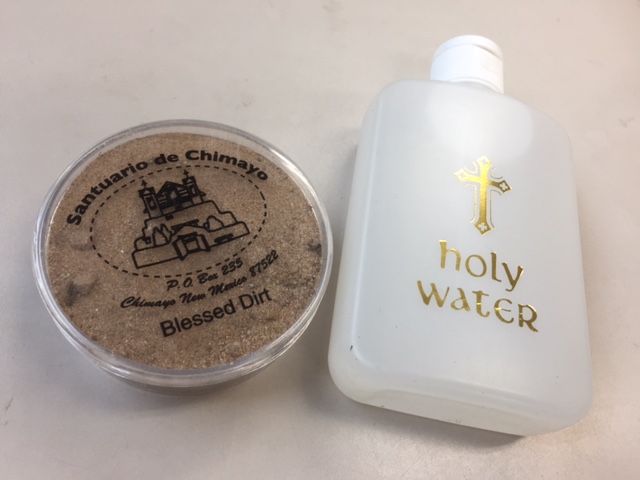 Santuario de Chimayo
P.O. Box 235
Chimayo New Mexico 87522
Blessed Dirt
holy
water